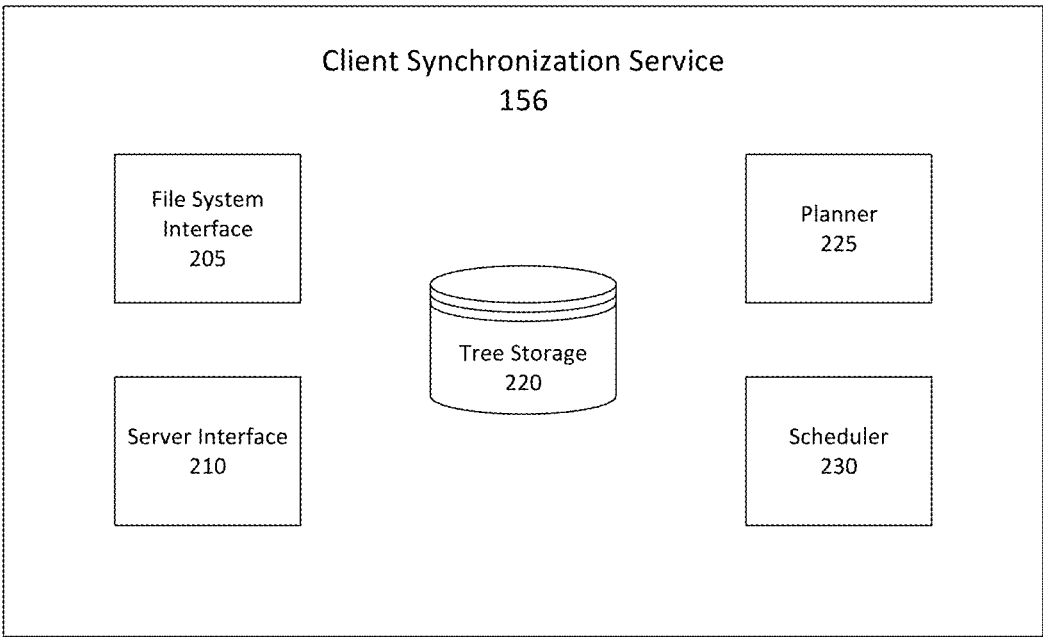 Client Synchronization Service
156
File System
Interface
205
Planner
225
Tree Storage
220
Server Interface
210
Scheduler
230